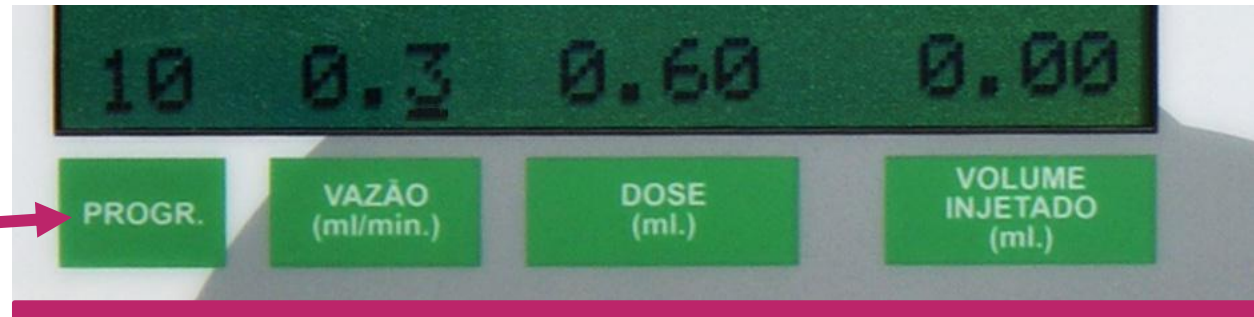 10 0.3 0.60 0.00
PROGR.
VAZÃO
(ml/min.)
DOSE
(ml.)
VOLUME
INJETADO
(ml.)